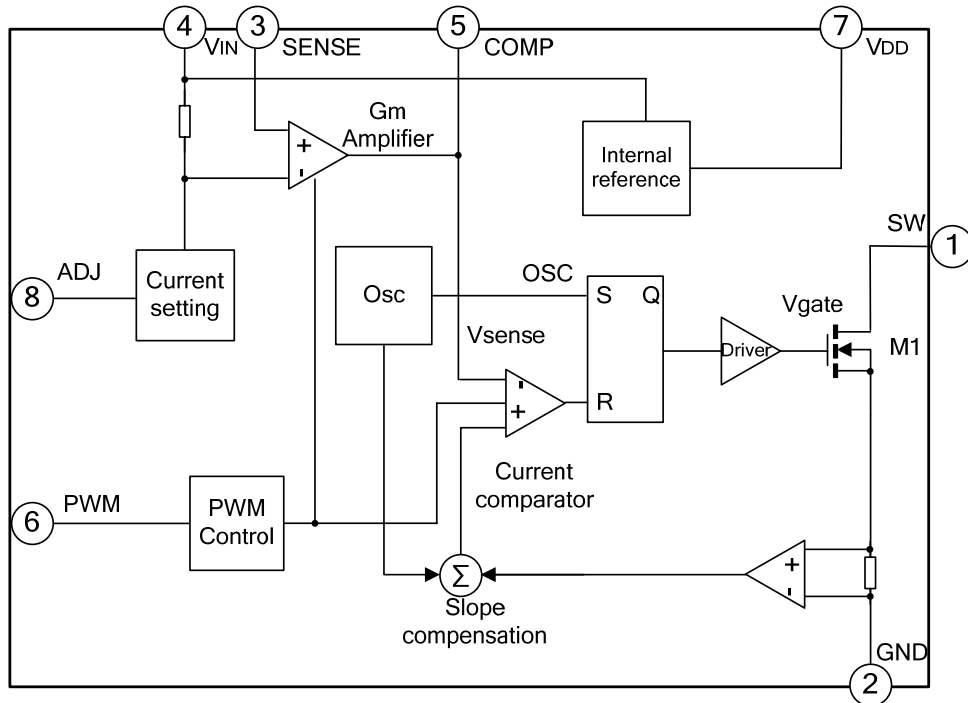 4 VIN 3 SENSE 5 COMP 7 VDD
Gm
Amplifier
+
-
Internal
reference
SW
1
8 ADJ
Current
setting
Osc
OSC
S Q
R
Vsense
Driver
Vgate
M1
-
+
Current
comparator
6 PWM
PWM
Control
Σ
Slope
compensation
+
-
GND
2